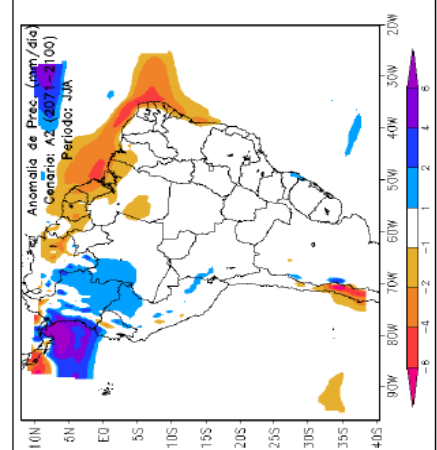 Anomalia de Prec. (mm/dia)
Cenario: A2 (2071-2100)
Periodo: JJA
10N
5N
EQ
5S
10S
15S
20S
25S
30S
35S
40S
90W
80W
70W
60W
50W
40W
30W
20W
-6
-4
-2
-1
1
2
4
6